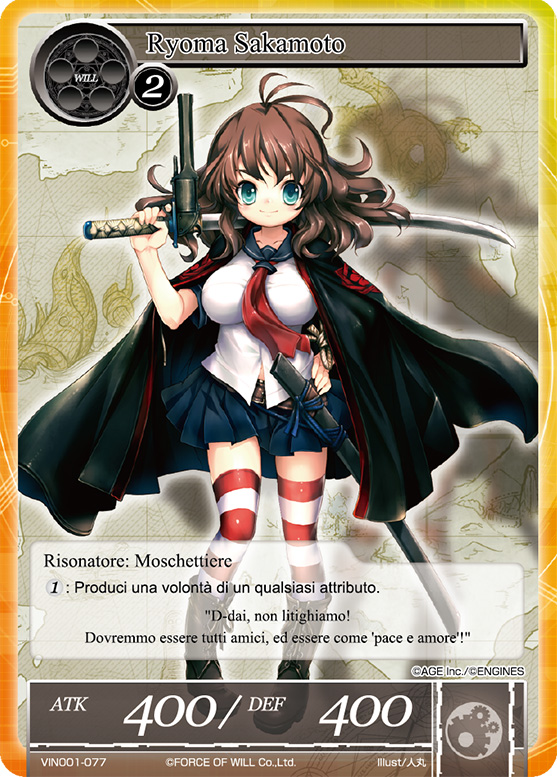 Ryoma Sakamoto
WILL
2
Risonatore: Moschettiere
1 : Produci una volontà di un qualsiasi attributo.
"D-dai, non litighiamo!
Dovremmo essere tutti amici, ed essere come 'pace e amore'!"
©AGE Inc./©ENGINES
ATK 400 / DEF 400
VIN001-077 ©FORCE OF WILL Co.,Ltd. Illust/人丸